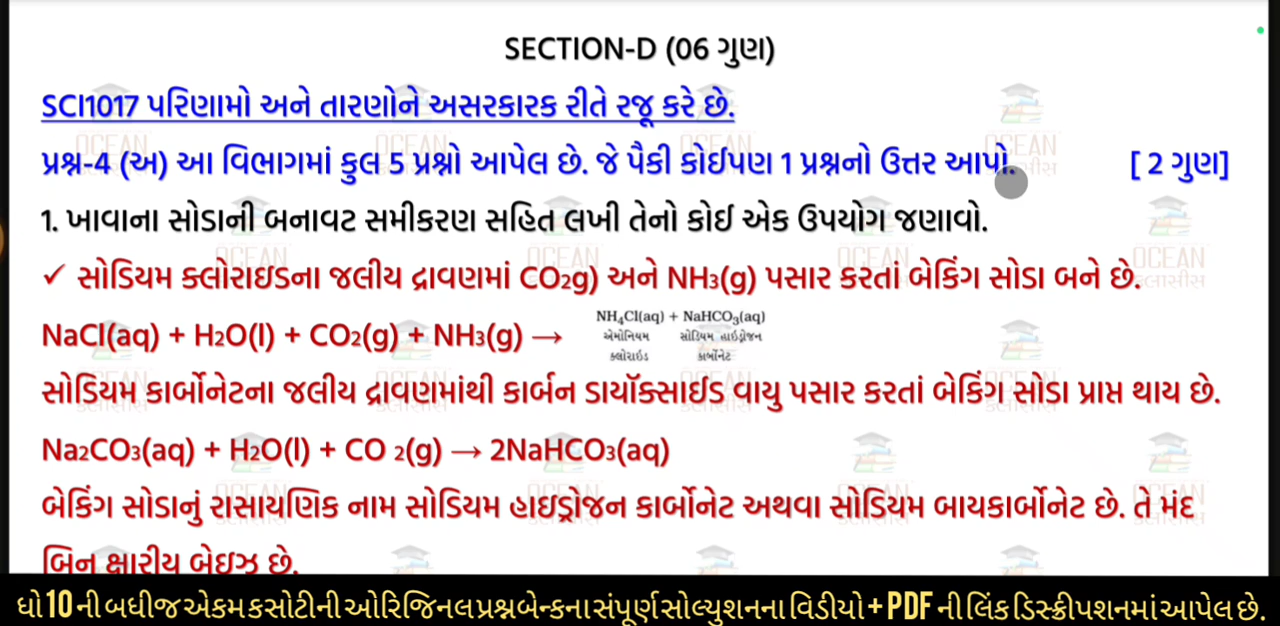 SECTION-D (06 ગુણ)
SCI1017 પરિણામો અને તારણોને અસરકારક રીતે રજૂ કરે છે.
પ્રશ્ન-4 (અ) આ વિભાગમાં કુલ 5 પ્રશ્નો આપેલ છે. જે પૈકી કોઈપણ 1 પ્રશ્નનો ઉત્તર આપો. [ 2 ગુણ]
1. ખાવાના સોડાની બનાવટ સમીકરણ સહિત લખી તેનો કોઈ એક ઉપયોગ જણાવો.
✓ સોડિયમ ક્લોરાઇડના જલીય દ્રાવણમાં CO₂g) અને NH₃(g) પસાર કરતાં બેકિંગ સોડા બને છે.
NaCl(aq) + H₂O(l) + CO₂(g) + NH₃(g) → NH₄Cl(aq) + NaHCO₃(aq)
એમોનિયમ સોડિયમ હાઇડ્રોજન
ક્લોરાઇડ કાર્બોનેટ
સોડિયમ કાર્બોનેટના જલીય દ્રાવણમાંથી કાર્બન ડાયૉક્સાઈડ વાયુ પસાર કરતાં બેકિંગ સોડા પ્રાપ્ત થાય છે.
Na₂CO₃(aq) + H₂O(l) + CO ₂(g) → 2NaHCO₃(aq)
બેકિંગ સોડાનું રાસાયણિક નામ સોડિયમ હાઇડ્રોજન કાર્બોનેટ અથવા સોડિયમ બાયકાર્બોનેટ છે. તે મંદ
બિન ક્ષારીય બેઇઝ છે.
ધો 10 ની બધીજ એકમ કસોટીની ઓરિજિનલ પ્રશ્નબેન્કના સંપૂર્ણ સોલ્યુશનના વિડીયો + PDF ની લિંક ડિસ્ક્રીપશનમાં આપેલ છે.
OCEAN
ક્લાસીસ